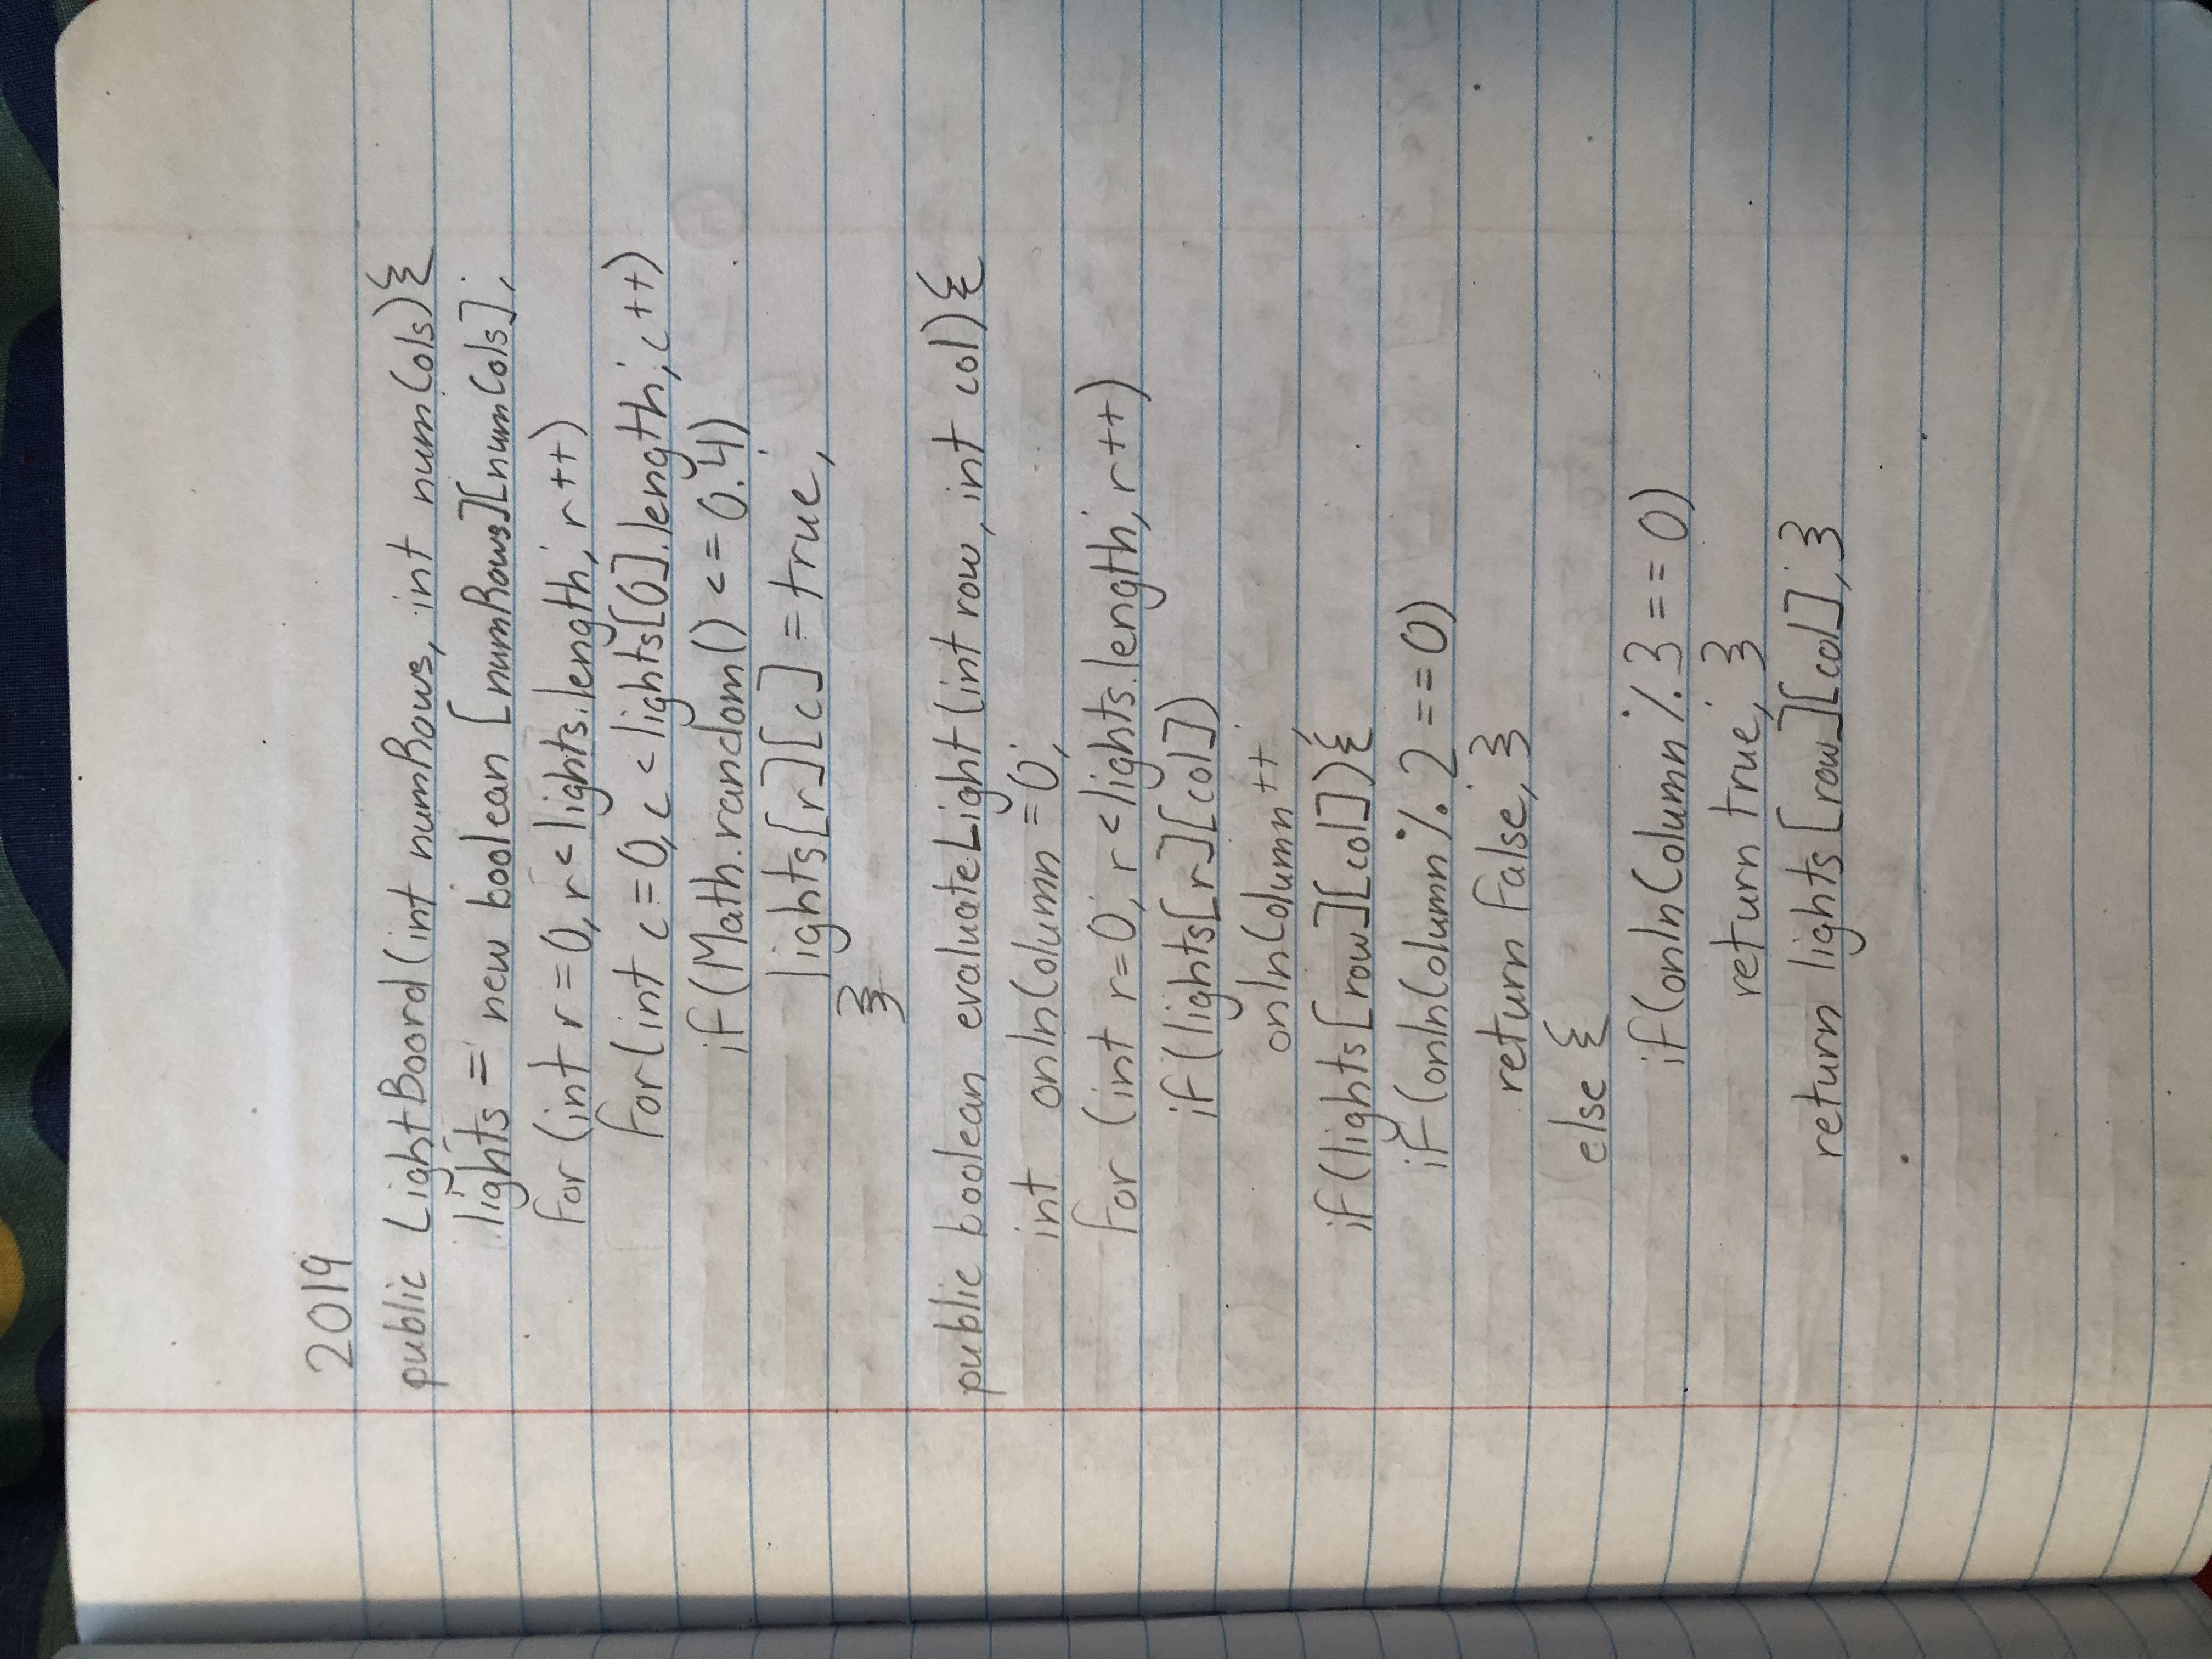 2019
public LightBoard(int numRows, int numCols){
lights = new boolean [numRows][numCols];
for (int r=0, r<lights.length; r++)
for(int c=0, c<lights[0].length; c++)
if(Math.random() <= 0.4)
lights[r][c] = true;
}
public boolean evaluateLight(int row, int col){
int onInColumn = 0;
for (int r=0; r<lights.length; r++)
if(lights[r][col])
onInColumn++;
if(lights[row][col]){
if(onInColumn % 2 == 0)
return false; }
else {
if(onInColumn % 3 == 0)
return true; }
return lights[row][col]; }